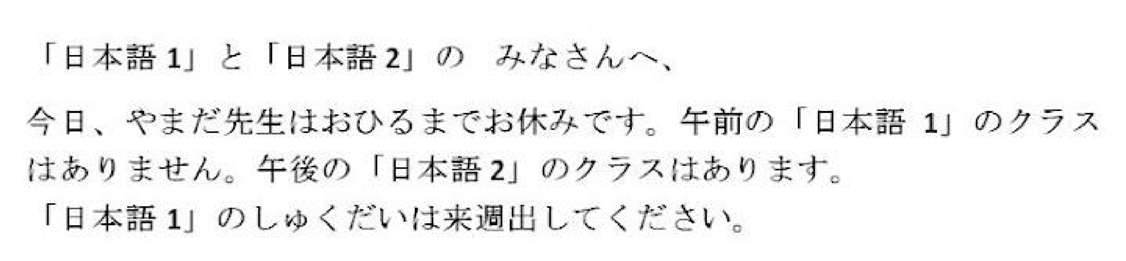 「日本語1」と「日本語2」の　みなさんへ、
今日、やまだ先生はおひるまでお休みです。午前の「日本語 1」のクラス
はありません。午後の「日本語2」のクラスはあります。
「日本語1」のしゅくだいは来週出してください。